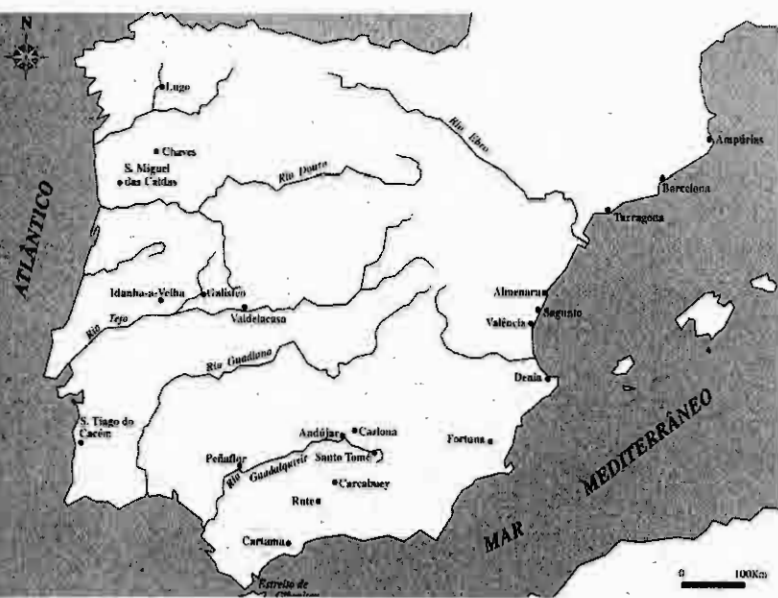 N
Lugo
Chaves
S. Miguel
das Caldas
Rio Douro
Rio Ebro
Ampúrias
Barcelona
Tarragona
ATLÂNTICO
Idanha-a-Velha
Galisteo
Valdelacasa
Rio Tejo
Almenara
Sagunto
Valência
Rio Guadiana
Denia
S. Tiago do
Cacém
Andújar
Cazlona
Fortuna
Santo Tomé
Peñaflor
Rio Guadalquivir
Carcabuey
Rute
Cartama
MAR MEDITERRÂNEO
Estreito de
0 100Km